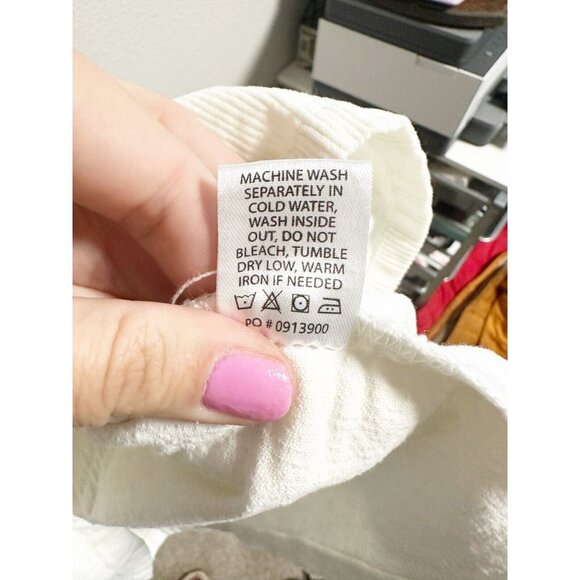 MACHINE WASH
SEPARATELY IN
COLD WATER,
WASH INSIDE
OUT, DO NOT
BLEACH, TUMBLE
DRY LOW, WARM
IRON IF NEEDED
PO # 0913900